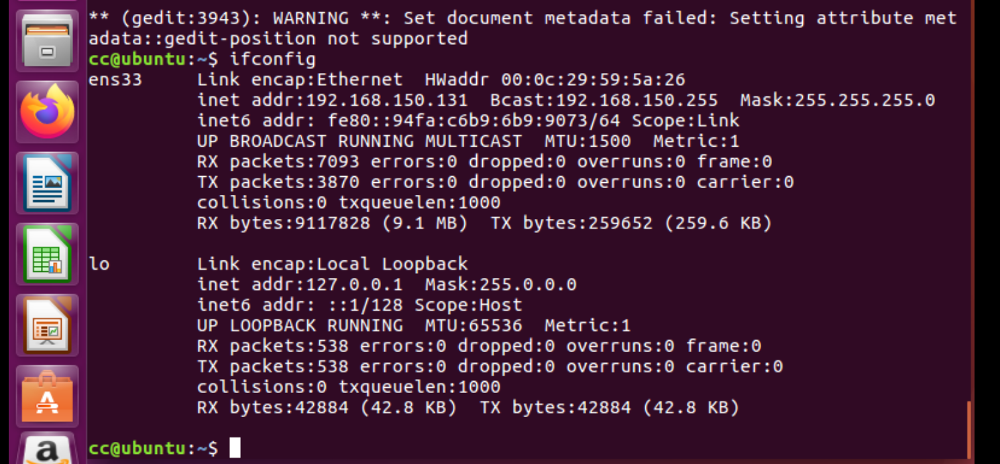 ** (gedit:3943): WARNING **: Set document metadata failed: Setting attribute met
adata::gedit-position not supported
cc@ubuntu:~$ ifconfig
ens33     Link encap:Ethernet  HWaddr 00:0c:29:59:5a:26
          inet addr:192.168.150.131  Bcast:192.168.150.255  Mask:255.255.255.0
          inet6 addr: fe80::94fa:c6b9:6b9:9073/64 Scope:Link
          UP BROADCAST RUNNING MULTICAST  MTU:1500  Metric:1
          RX packets:7093 errors:0 dropped:0 overruns:0 frame:0
          TX packets:3870 errors:0 dropped:0 overruns:0 carrier:0
          collisions:0 txqueuelen:1000
          RX bytes:9117828 (9.1 MB)  TX bytes:259652 (259.6 KB)

lo        Link encap:Local Loopback
          inet addr:127.0.0.1  Mask:255.0.0.0
          inet6 addr: ::1/128 Scope:Host
          UP LOOPBACK RUNNING  MTU:65536  Metric:1
          RX packets:538 errors:0 dropped:0 overruns:0 frame:0
          TX packets:538 errors:0 dropped:0 overruns:0 carrier:0
          collisions:0 txqueuelen:1000
          RX bytes:42884 (42.8 KB)  TX bytes:42884 (42.8 KB)

cc@ubuntu:~$